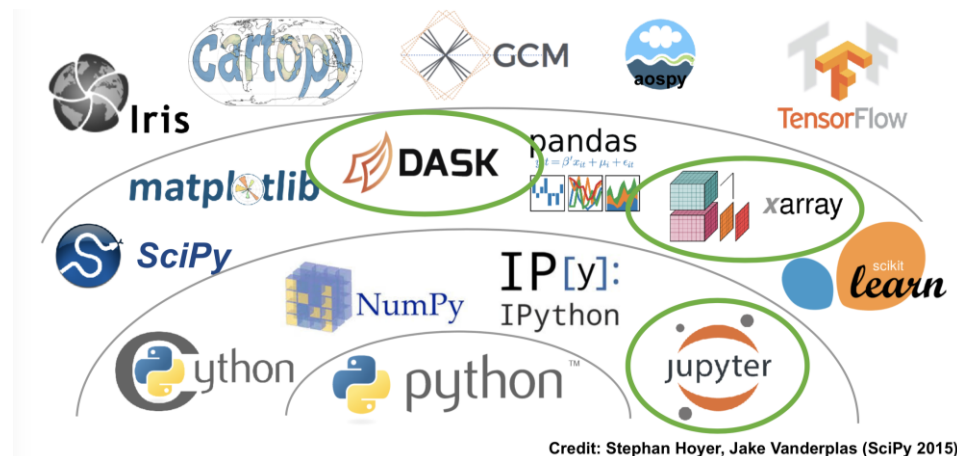 cartopy
GCM
aospy
TensorFlow
Iris
DASK
pandas
matplotlib
xarray
SciPy
scikit
learn
NumPy
IP[y]:
IPython
Cython
python™
jupyter
Credit: Stephan Hoyer, Jake Vanderplas (SciPy 2015)